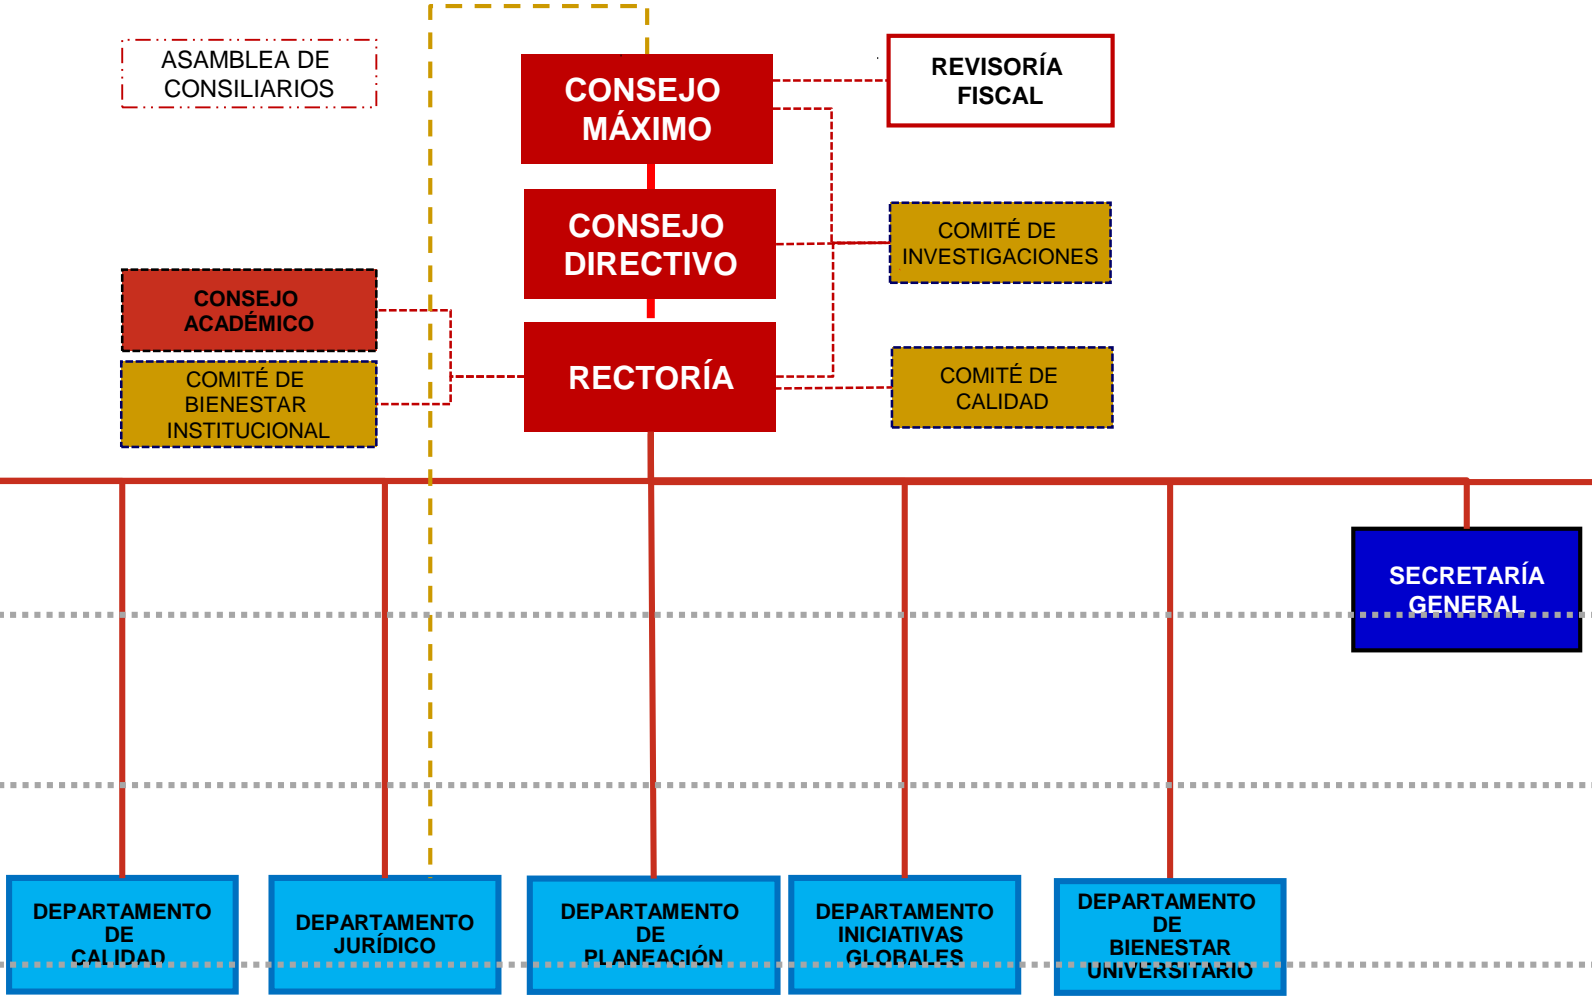 ASAMBLEA DE
CONSILIARIOS
CONSEJO
MÁXIMO
REVISORÍA
FISCAL
CONSEJO
DIRECTIVO
COMITÉ DE
INVESTIGACIONES
CONSEJO
ACADÉMICO
COMITÉ DE
BIENESTAR
INSTITUCIONAL
RECTORÍA
COMITÉ DE
CALIDAD
SECRETARÍA
GENERAL
DEPARTAMENTO
DE
CALIDAD
DEPARTAMENTO
JURÍDICO
DEPARTAMENTO
DE
PLANEACIÓN
DEPARTAMENTO
INICIATIVAS
GLOBALES
DEPARTAMENTO
DE
BIENESTAR
UNIVERSITARIO